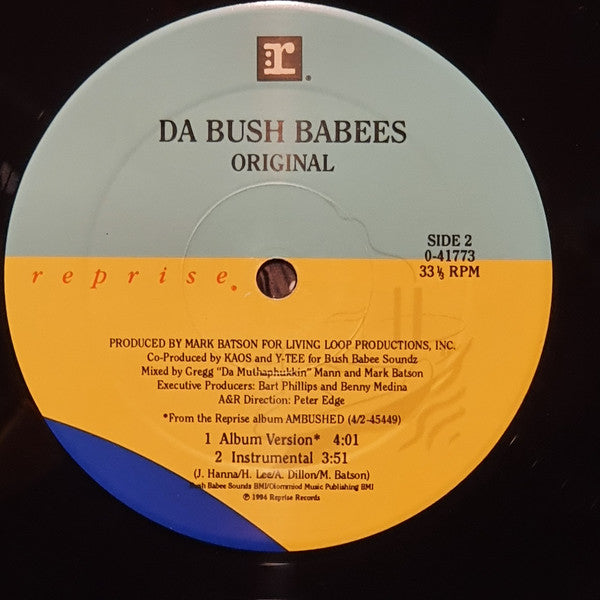 r®
DA BUSH BABEES
ORIGINAL
SIDE 2
0-41773
33 ⅓ RPM
reprise.
PRODUCED BY MARK BATSON FOR LIVING LOOP PRODUCTIONS, INC.
Co-Produced by KAOS and Y-TEE for Bush Babee Soundz
Mixed by Gregg "Da Muthaphukkin" Mann and Mark Batson
Executive Producers: Bart Phillips and Benny Medina
A&R Direction: Peter Edge
*From the Reprise album AMBUSHED (4/2-45449)
1 Album Version* 4:01
2 Instrumental 3:51
(J. Hanna/H. Lee/A. Dillon/M. Batson)
Bush Babee Soundz BMI/Diommiod Music Publishing BMI
℗ 1994 Reprise Records